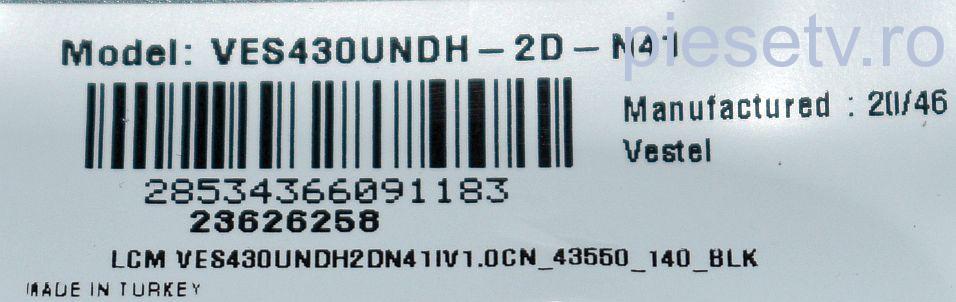 piesetv.ro
Model: VES430UNDH-2D-N41
Manufactured : 20/46
Vestel
28534366091183
23626258
LCM VES430UNDH2DN41IV1.0CN_43550_140_BLK
MADE IN TURKEY